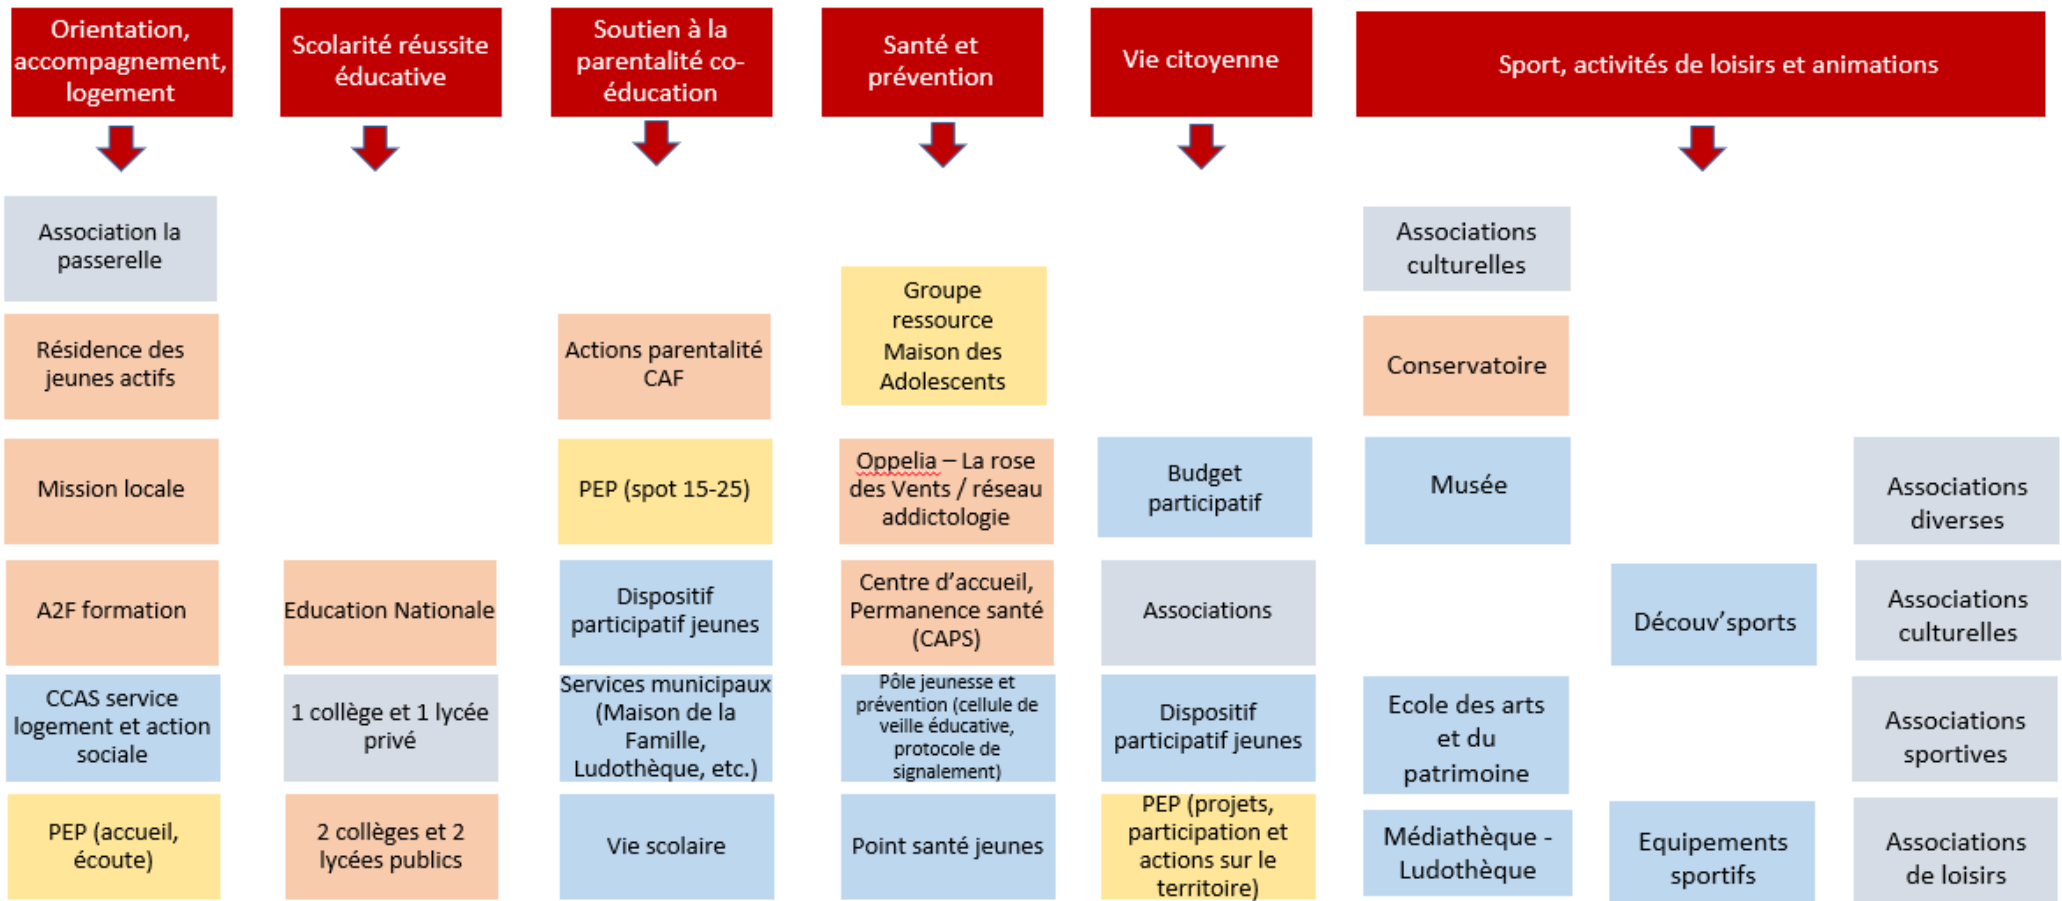 Orientation,
accompagnement,
logement
Scolarité réussite
éducative
Soutien à la
parentalité co-
éducation
Santé et
prévention
Vie citoyenne
Sport, activités de loisirs et animations
Association la
passerelle
Résidence des
jeunes actifs
Mission locale
A2F formation
CCAS service
logement et action
sociale
PEP (accueil,
écoute)
Education Nationale
1 collège et 1 lycée
privé
2 collèges et 2
lycées publics
Actions parentalité
CAF
PEP (spot 15-25)
Dispositif
participatif jeunes
Services municipaux
(Maison de la
Famille,
Ludothèque, etc.)
Vie scolaire
Groupe
ressource
Maison des
Adolescents
Oppelia – La rose
des Vents / réseau
addictologie
Centre d'accueil,
Permanence santé
(CAPS)
Pôle jeunesse et
prévention (cellule de
veille éducative,
protocole de
signalement)
Point santé jeunes
Budget
participatif
Associations
Dispositif
participatif jeunes
PEP (projets,
participation et
actions sur le
territoire)
Associations
culturelles
Conservatoire
Musée
Ecole des arts
et du
patrimoine
Médiathèque -
Ludothèque
Découv'sports
Equipements
sportifs
Associations
diverses
Associations
culturelles
Associations
sportives
Associations
de loisirs